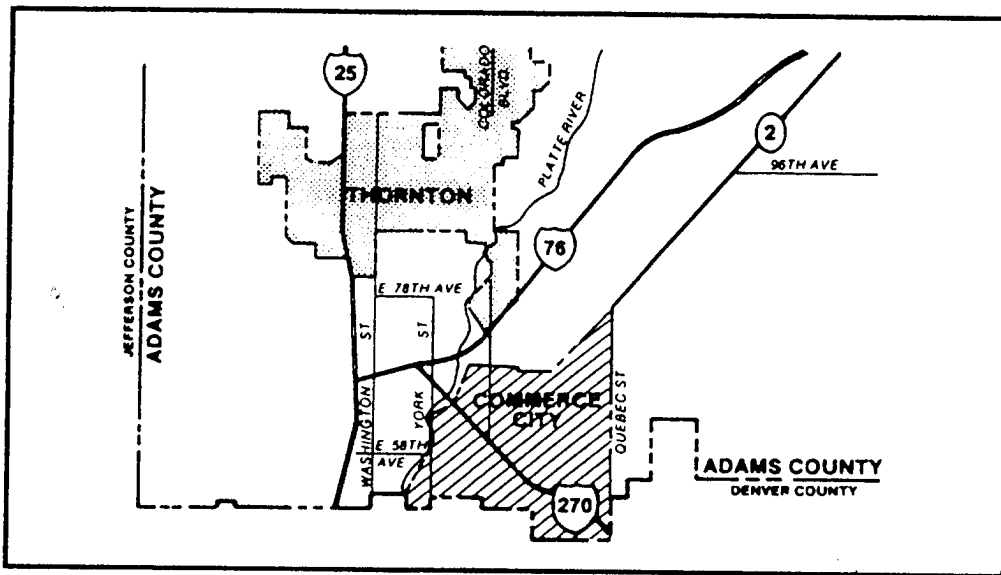 25
COLORADO
BLVD.
PLATTE RIVER
2
96TH AVE
THORNTON
JEFFERSON COUNTY
ADAMS COUNTY
76
E 78TH AVE
WASHINGTON ST
YORK ST
COMMERCE
CITY
QUEBEC ST
E 58TH
AVE
ADAMS COUNTY
DENVER COUNTY
270